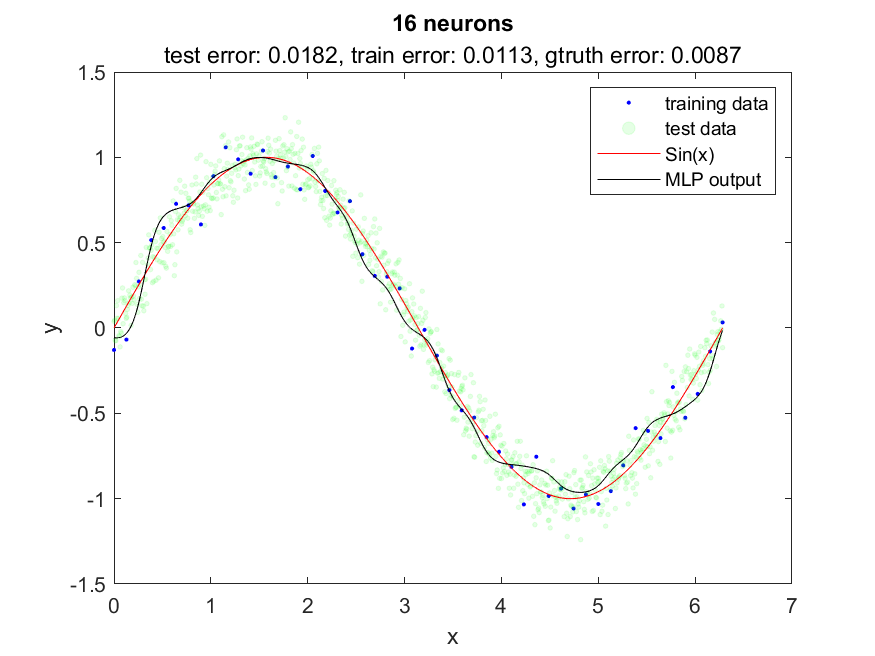 16 neurons
test error: 0.0182, train error: 0.0113, gtruth error: 0.0087
training data
test data
Sin(x)
MLP output
1.5
1
0.5
0
-0.5
-1
-1.5
y
0 1 2 3 4 5 6 7
x